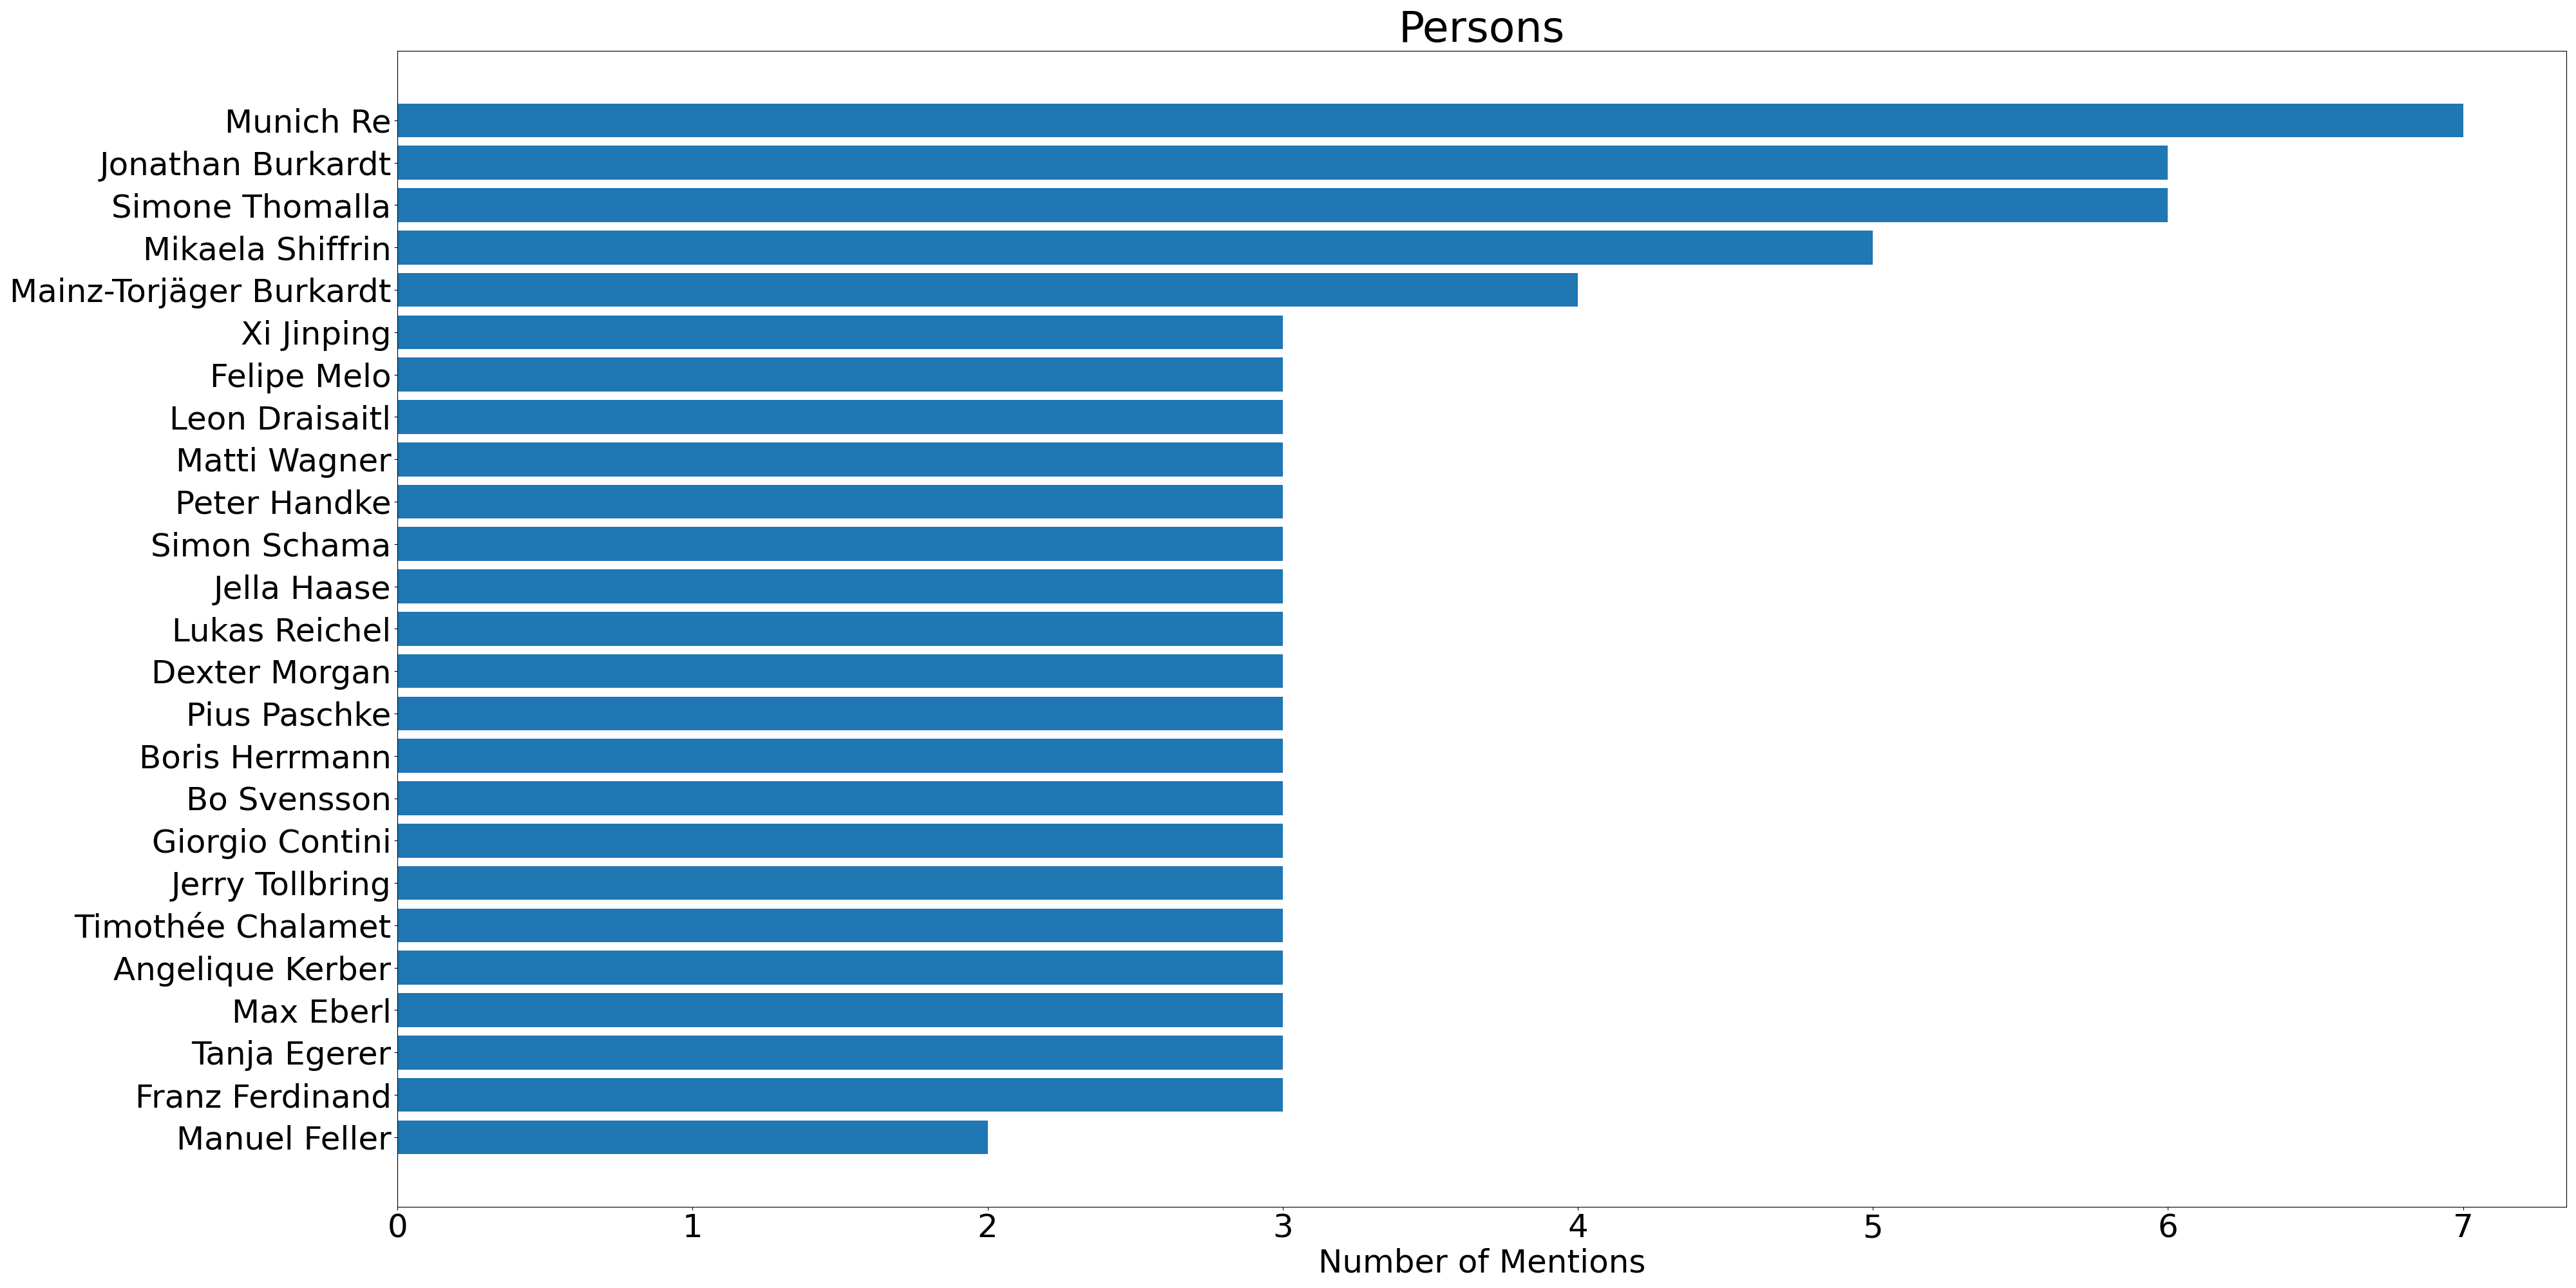 Persons
Munich Re
Jonathan Burkardt
Simone Thomalla
Mikaela Shiffrin
Mainz-Torjäger Burkardt
Xi Jinping
Felipe Melo
Leon Draisaitl
Matti Wagner
Peter Handke
Simon Schama
Jella Haase
Lukas Reichel
Dexter Morgan
Pius Paschke
Boris Herrmann
Bo Svensson
Giorgio Contini
Jerry Tollbring
Timothée Chalamet
Angelique Kerber
Max Eberl
Tanja Egerer
Franz Ferdinand
Manuel Feller
0 1 2 3 4 5 6 7
Number of Mentions